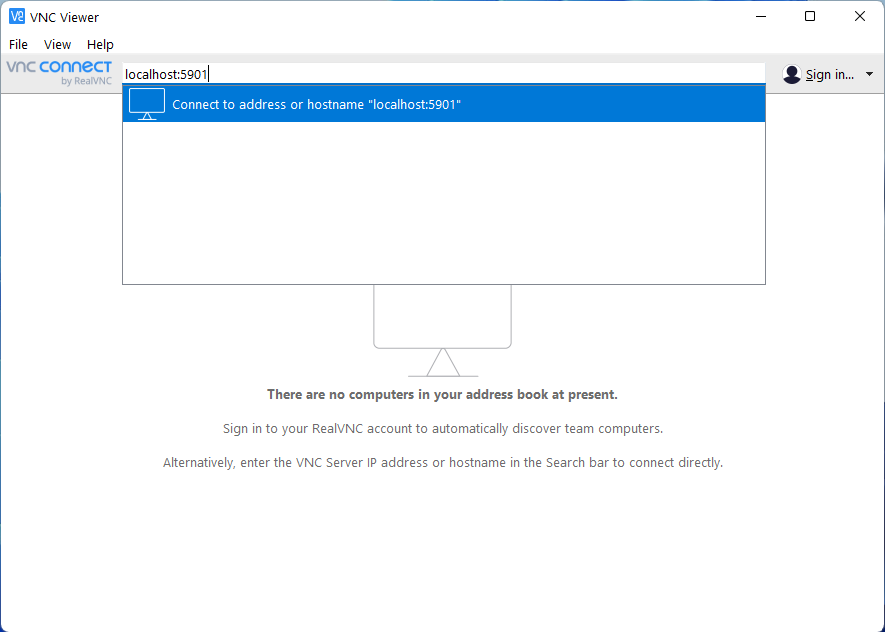 VNC Viewer
File View Help
vnc connect
by RealVNC
localhost:5901
Sign in...
Connect to address or hostname "localhost:5901"
There are no computers in your address book at present.
Sign in to your RealVNC account to automatically discover team computers.
Alternatively, enter the VNC Server IP address or hostname in the Search bar to connect directly.